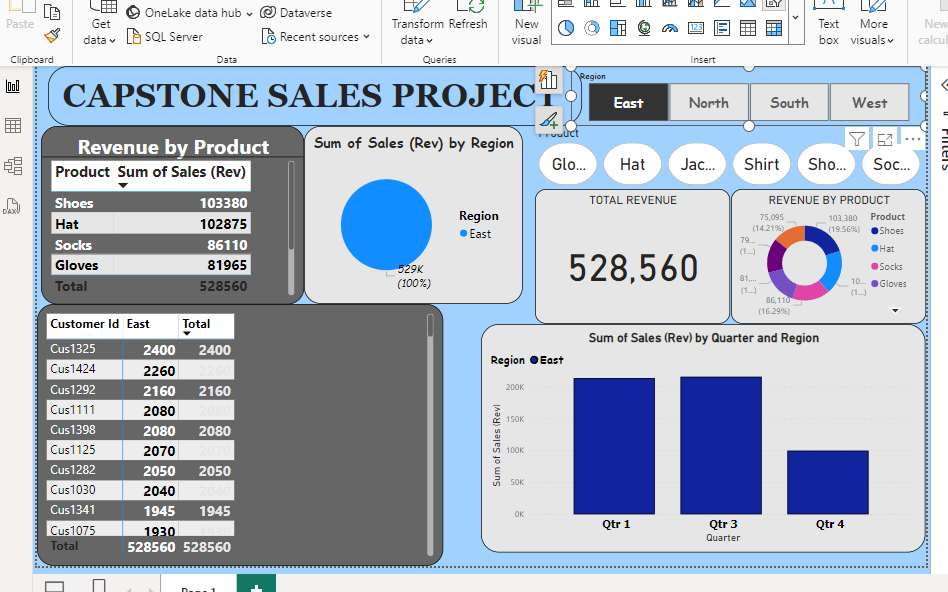 Paste
Get
data
OneLake data hub
SQL Server
Dataverse
Recent sources
Transform
data
Refresh
New
visual
Text
box
More
visuals
New
Clipboard
Data
Queries
Insert
CAPSTONE SALES PROJECT
Region
East
North
South
West
Filters
Product
Glo...
Hat
Jac...
Shirt
Sho...
Soc...
Revenue by Product
Product Sum of Sales (Rev)
Shoes 103380
Hat 102875
Socks 86110
Gloves 81965
Total 528560
Sum of Sales (Rev) by Region
529K
(100%)
Region
East
TOTAL REVENUE
528,560
REVENUE BY PRODUCT
75,095
(14.21%)
79...
(1...)
81,...
(1...)
86,110
(16.29%)
103,380
(19.56%)
10...
(1...)
Product
Shoes
Hat
Socks
Gloves
Customer Id East Total
Cus1325 2400 2400
Cus1424 2260 2260
Cus1292 2160 2160
Cus1111 2080 2080
Cus1398 2080 2080
Cus1125 2070 2070
Cus1282 2050 2050
Cus1030 2040 2040
Cus1341 1945 1945
Cus1075 1930 1930
Total 528560 528560
Sum of Sales (Rev) by Quarter and Region
Region East
Sum of Sales (Rev)
200K
150K
100K
50K
0K
Qtr 1
Qtr 3
Qtr 4
Quarter
Page 1